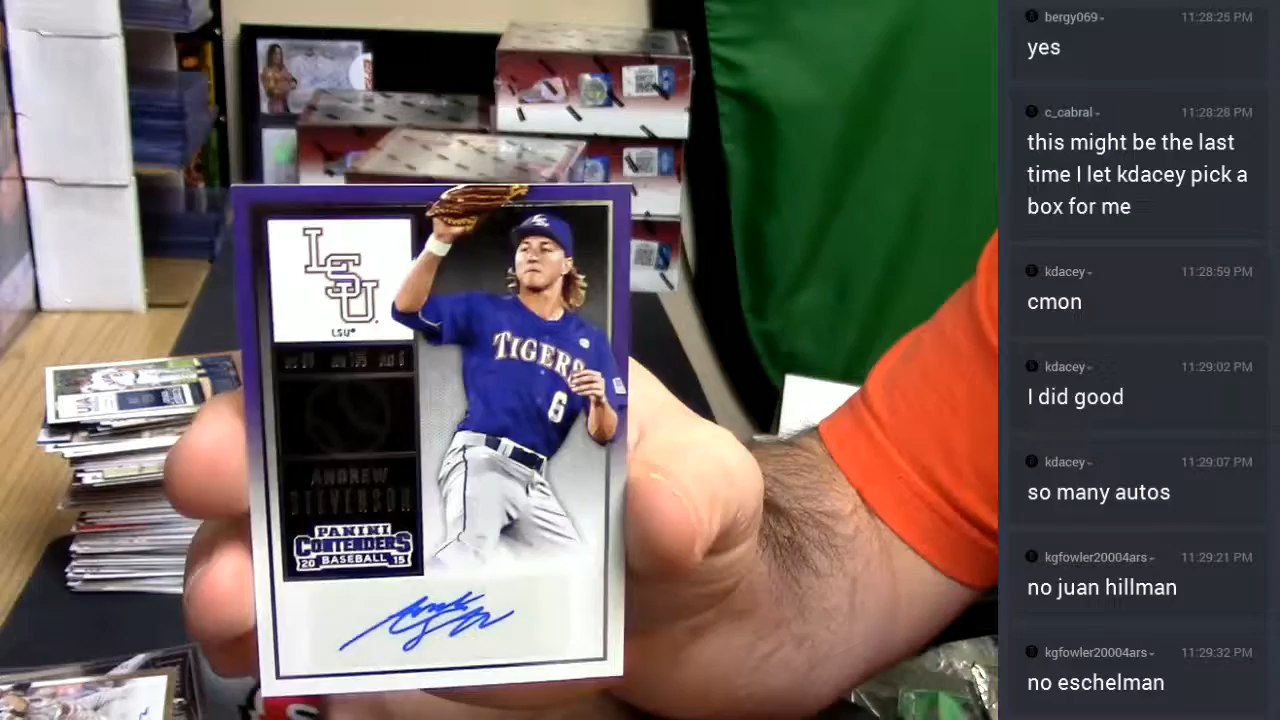 LSU
LSU
TIGERS
6
ANDREW
STEVENSON
PANINI
CONTENDERS
20 BASEBALL 15
bergy069
11:28:25 PM
yes
c_cabral
11:28:28 PM
this might be the last
time I let kdacey pick a
box for me
kdacey
11:28:59 PM
cmon
kdacey
11:29:02 PM
I did good
kdacey
11:29:07 PM
so many autos
kgfowler20004ars
11:29:21 PM
no juan hillman
kgfowler20004ars
11:29:32 PM
no eschelman